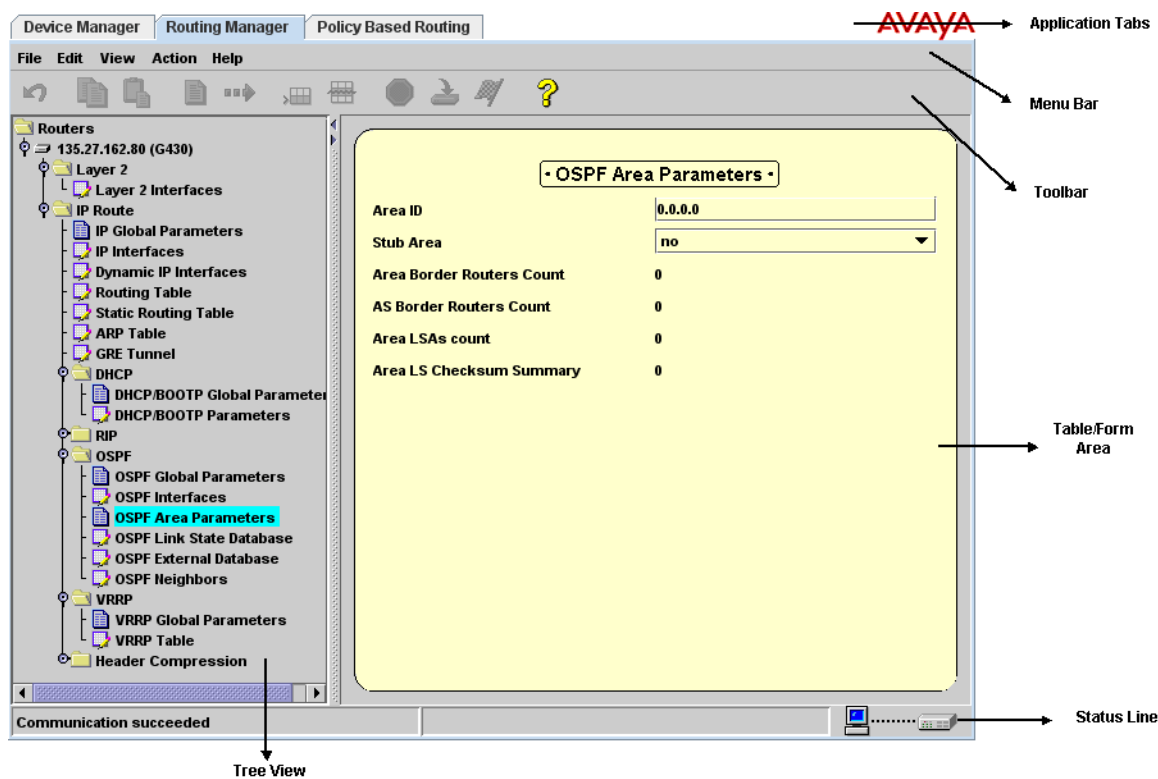 Device Manager Routing Manager Policy Based Routing AVAYA Application Tabs
File Edit View Action Help
Menu Bar
Toolbar
Routers
135.27.162.80 (G430)
Layer 2
Layer 2 Interfaces
IP Route
IP Global Parameters
IP Interfaces
Dynamic IP Interfaces
Routing Table
Static Routing Table
ARP Table
GRE Tunnel
DHCP
DHCP/BOOTP Global Parameter
DHCP/BOOTP Parameters
RIP
OSPF
OSPF Global Parameters
OSPF Interfaces
OSPF Area Parameters
OSPF Link State Database
OSPF External Database
OSPF Neighbors
VRRP
VRRP Global Parameters
VRRP Table
Header Compression
• OSPF Area Parameters •
Area ID 0.0.0.0
Stub Area no
Area Border Routers Count 0
AS Border Routers Count 0
Area LSAs count 0
Area LS Checksum Summary 0
Table/Form
Area
Communication succeeded
Status Line
Tree View